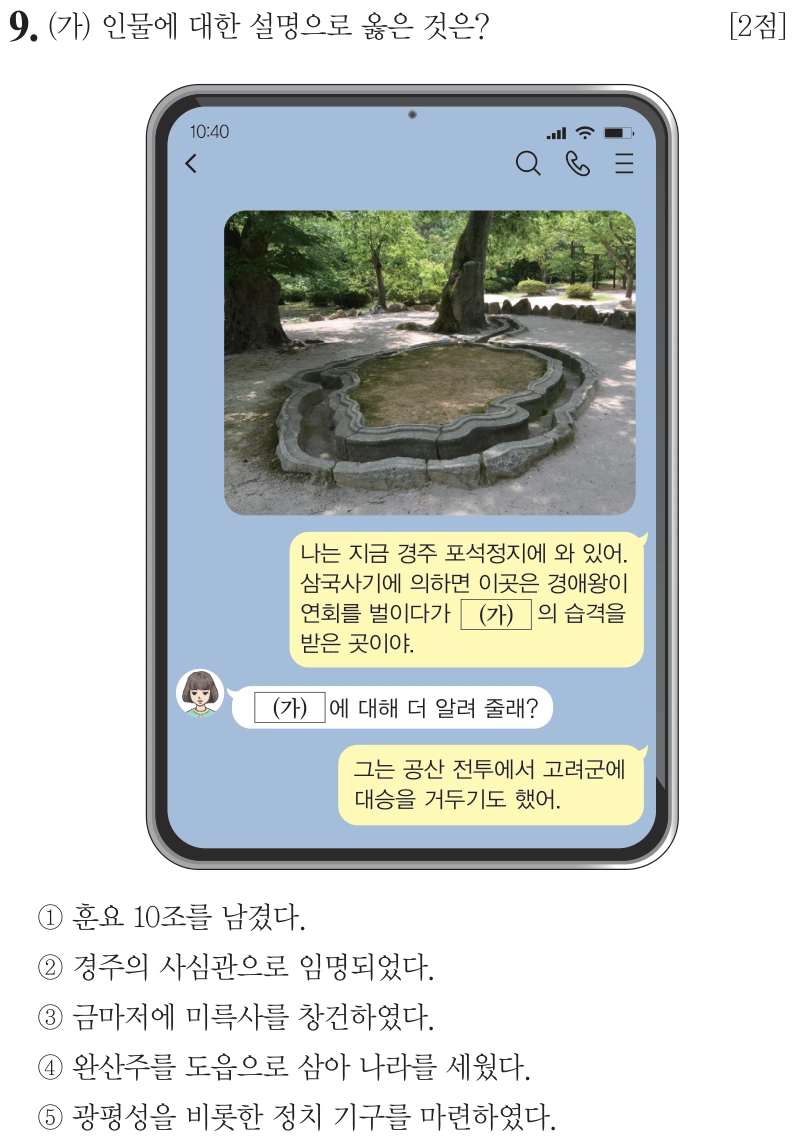 9. (가) 인물에 대한 설명으로 옳은 것은? [2점]
10:40
나는 지금 경주 포석정지에 와 있어.
삼국사기에 의하면 이곳은 경애왕이
연회를 벌이다가 (가) 의 습격을
받은 곳이야.
(가) 에 대해 더 알려 줄래?
그는 공산 전투에서 고려군에
대승을 거두기도 했어.
① 훈요 10조를 남겼다.
② 경주의 사심관으로 임명되었다.
③ 금마저에 미륵사를 창건하였다.
④ 완산주를 도읍으로 삼아 나라를 세웠다.
⑤ 광평성을 비롯한 정치 기구를 마련하였다.